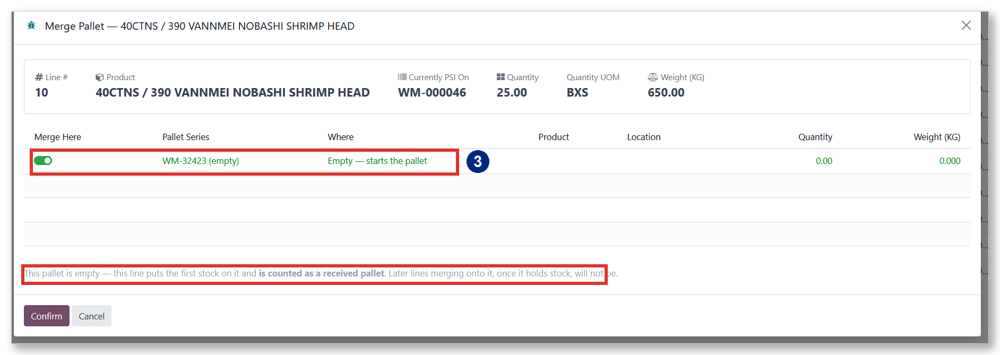 Merge Pallet — 40CTNS / 390 VANNMEI NOBASHI SHRIMP HEAD
Line # Product Currently PSI On Quantity Quantity UOM Weight (KG)
10 40CTNS / 390 VANNMEI NOBASHI SHRIMP HEAD WM-000046 25.00 BXS 650.00
Merge Here Pallet Series Where Product Location Quantity Weight (KG)
WM-32423 (empty) Empty — starts the pallet 3 0.00 0.000
This pallet is empty — this line puts the first stock on it and is counted as a received pallet. Later lines merging onto it, once it holds stock, will not be.
Confirm Cancel